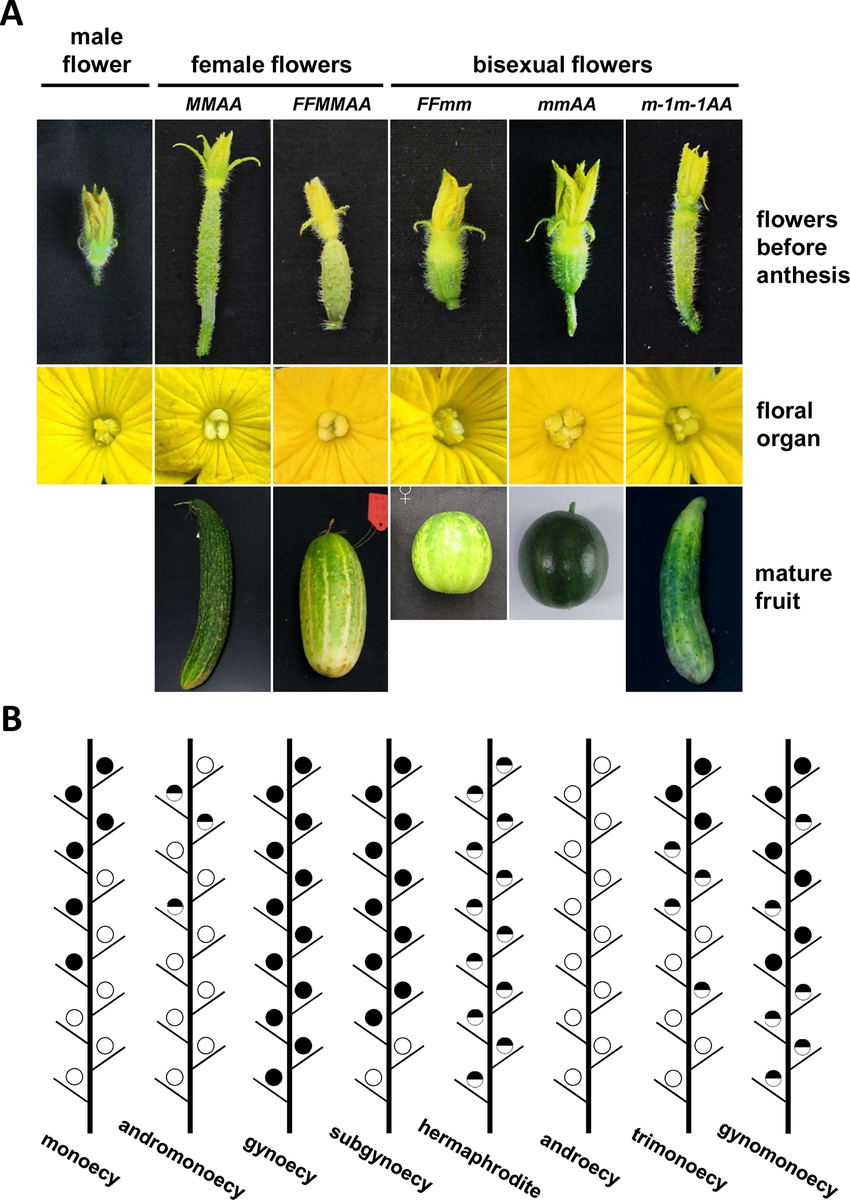 A
male
flower
female flowers
bisexual flowers
MMAA
FFMMAA
FFmm
mmAA
m-1m-1AA
flowers
before
anthesis
floral
organ
♀
mature
fruit
B
monoecy
andromonoecy
gynoecy
subgynoecy
hermaphrodite
androecy
trimonoecy
gynomonoecy